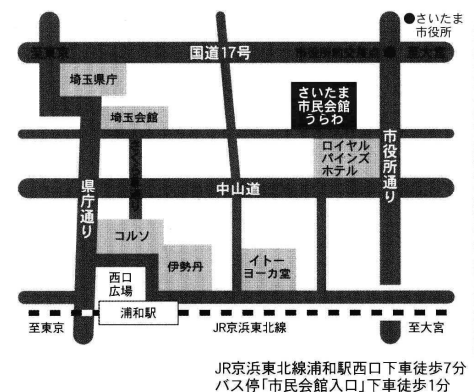 ●さいたま
市役所
至東京
国道17号
至大宮
埼玉県庁
さいたま
市民会館
うらわ
埼玉会館
市役所通り
ロイヤル
パインズ
ホテル
県庁通り
中山道
コルソ
伊勢丹
イトー
ヨーカ堂
西口
広場
浦和駅
至東京
JR京浜東北線
至大宮
JR京浜東北線浦和駅西口下車徒歩7分
バス停「市民会館入口」下車徒歩1分